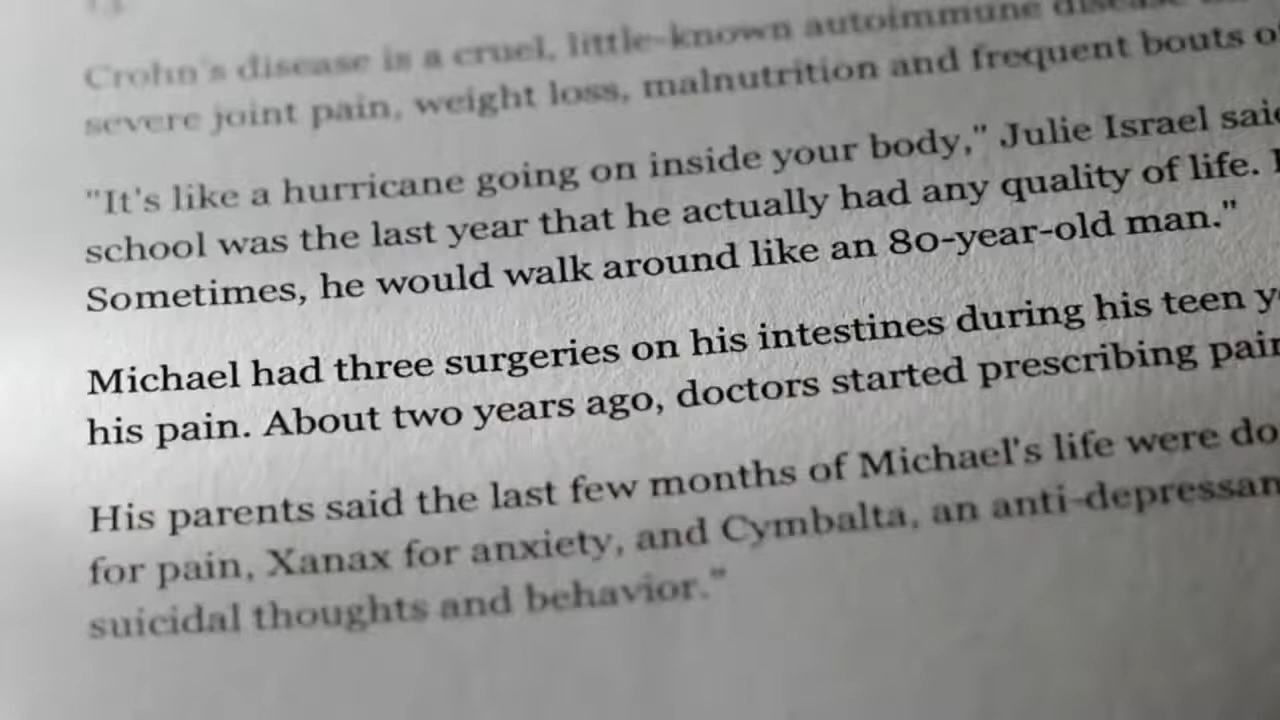 Crohn's disease is a cruel, little-known autoimmune disease
severe joint pain, weight loss, malnutrition and frequent bouts
"It's like a hurricane going on inside your body," Julie Israel said
school was the last year that he actually had any quality of life.
Sometimes, he would walk around like an 80-year-old man."
Michael had three surgeries on his intestines during his teen
his pain. About two years ago, doctors started prescribing
his parents said the last few months of Michael's life were
for pain, Xanax for anxiety, and Cymbalta, an anti-depressant
suicidal thoughts and behavior."